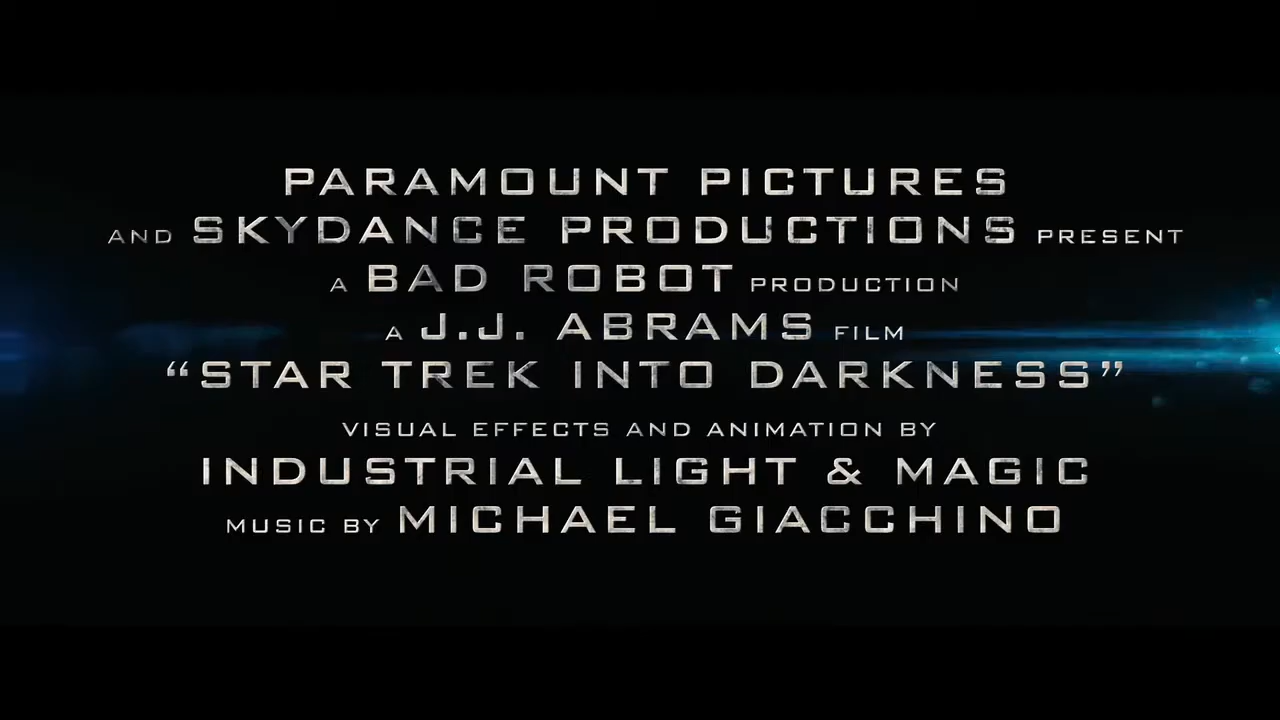 PARAMOUNT PICTURES
AND SKYDANCE PRODUCTIONS PRESENT
A BAD ROBOT PRODUCTION
A J.J. ABRAMS FILM
“STAR TREK INTO DARKNESS”
VISUAL EFFECTS AND ANIMATION BY
INDUSTRIAL LIGHT & MAGIC
MUSIC BY MICHAEL GIACCHINO